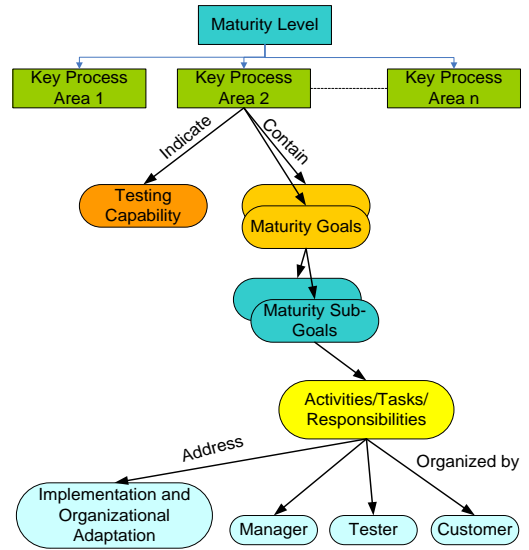 Maturity Level
Key Process
Area 1
Key Process
Area 2
Key Process
Area n
Indicate
Contain
Testing
Capability
Maturity Goals
Maturity Sub-
Goals
Activities/Tasks/
Responsibilities
Address
Organized by
Implementation and
Organizational
Adaptation
Manager
Tester
Customer